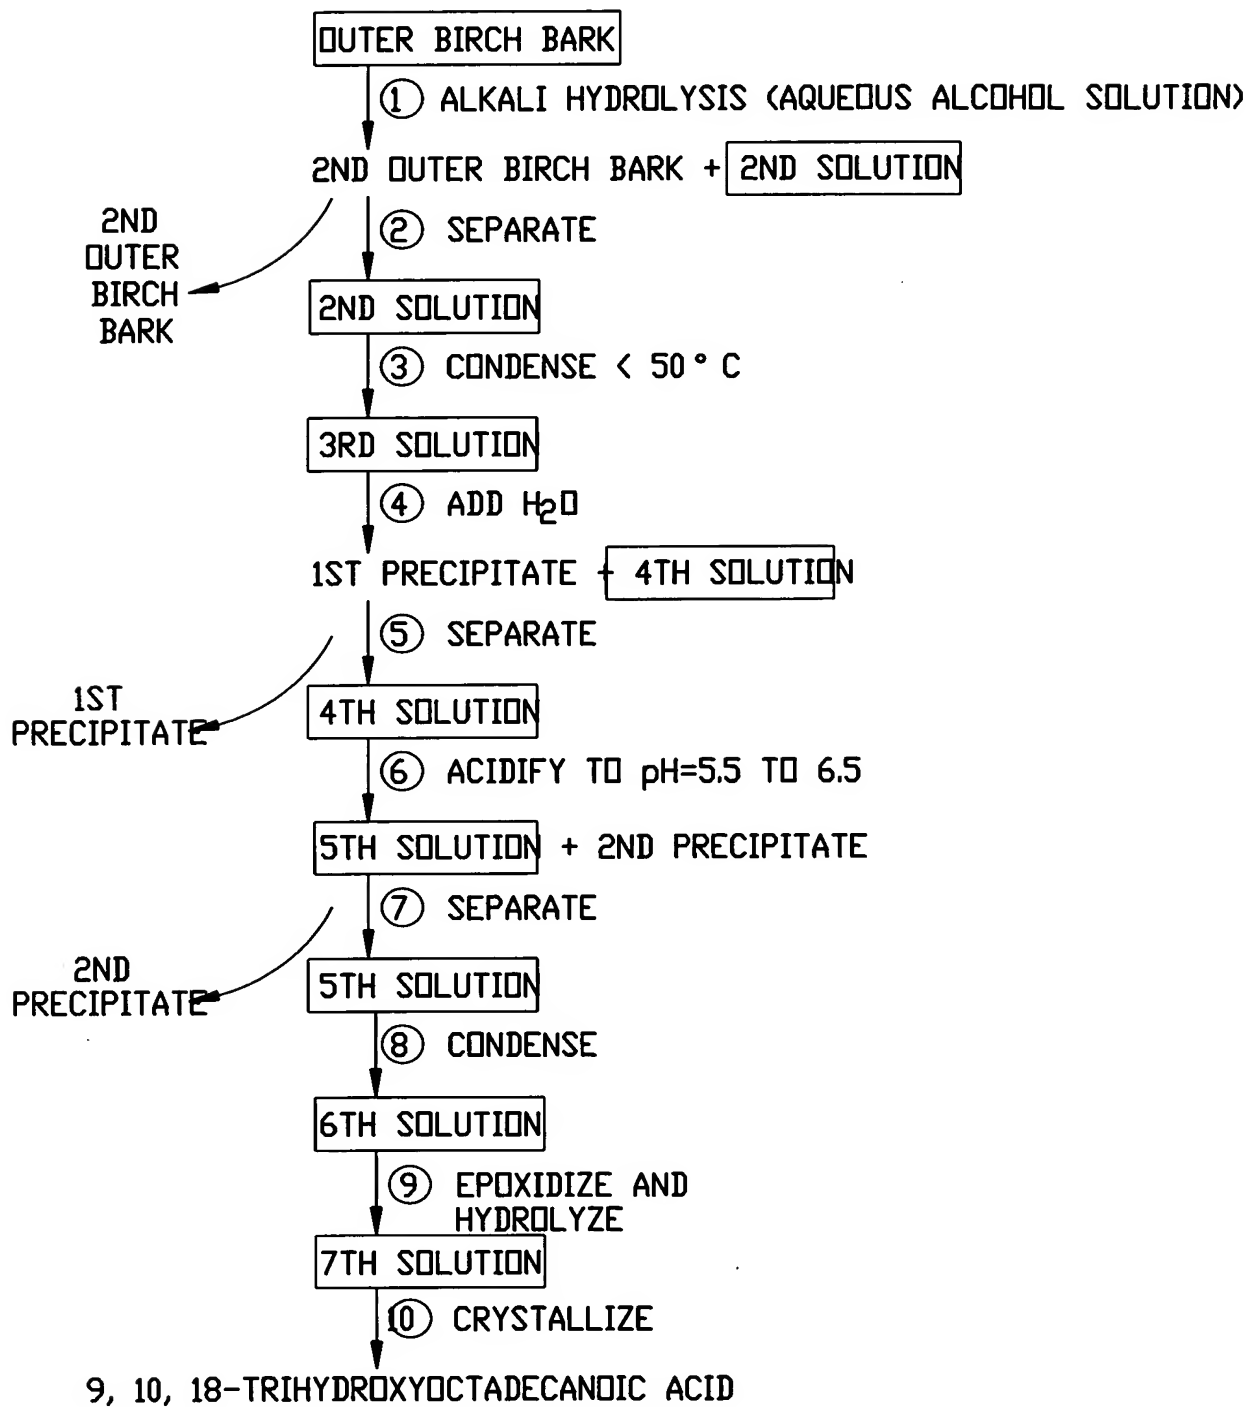 OUTER BIRCH BARK
① ALKALI HYDROLYSIS (AQUEOUS ALCOHOL SOLUTION)
2ND OUTER BIRCH BARK + 2ND SOLUTION
② SEPARATE
2ND
OUTER
BIRCH
BARK
2ND SOLUTION
③ CONDENSE < 50° C
3RD SOLUTION
④ ADD H₂O
1ST PRECIPITATE + 4TH SOLUTION
⑤ SEPARATE
1ST
PRECIPITATE
4TH SOLUTION
⑥ ACIDIFY TO pH=5.5 TO 6.5
5TH SOLUTION + 2ND PRECIPITATE
⑦ SEPARATE
2ND
PRECIPITATE
5TH SOLUTION
⑧ CONDENSE
6TH SOLUTION
⑨ EPOXIDIZE AND
HYDROLYZE
7TH SOLUTION
⑩ CRYSTALLIZE
9, 10, 18-TRIHYDROXYOCTADECANOIC ACID